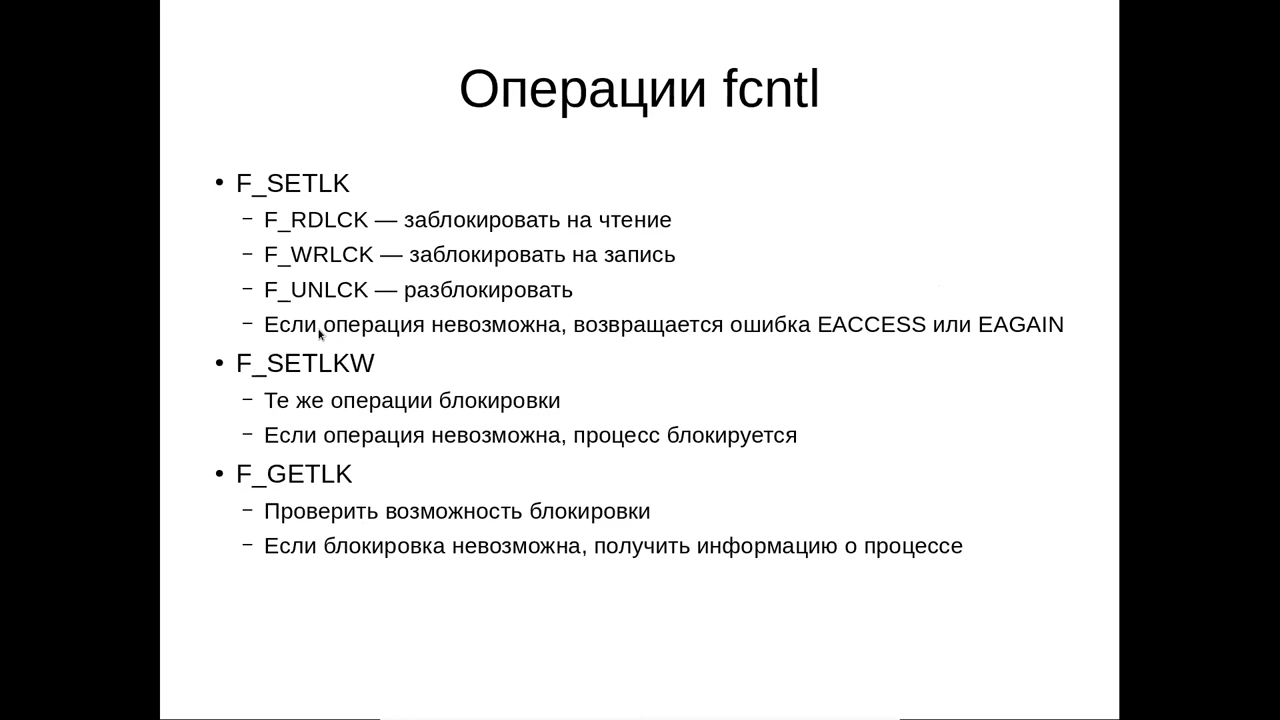 Операции fcntl
• F_SETLK
– F_RDLCK — заблокировать на чтение
– F_WRLCK — заблокировать на запись
– F_UNLCK — разблокировать
– Если операция невозможна, возвращается ошибка EACCESS или EAGAIN
• F_SETLKW
– Те же операции блокировки
– Если операция невозможна, процесс блокируется
• F_GETLK
– Проверить возможность блокировки
– Если блокировка невозможна, получить информацию о процессе